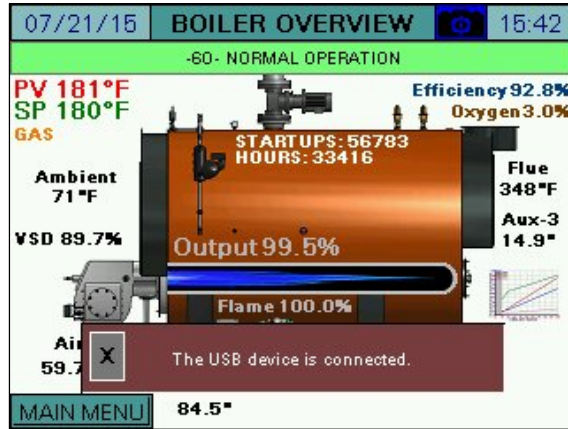 07/21/15
BOILER OVERVIEW
15:42
-60- NORMAL OPERATION
PV 181°F
SP 180°F
GAS
Efficiency 92.8%
Oxygen 3.0%
STARTUPS: 56783
HOURS: 33416
Ambient
71°F
Flue
348°F
VSD 89.7%
Aux-3
14.9"
Output 99.5%
Flame 100.0%
59.7
X
The USB device is connected.
MAIN MENU
84.5"